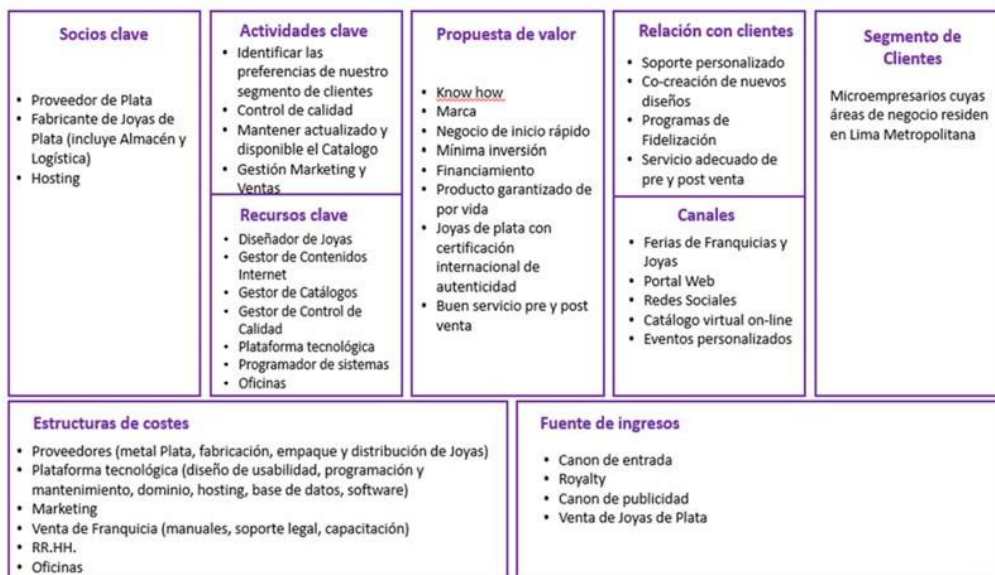 Socios clave
• Proveedor de Plata
• Fabricante de Joyas de
Plata (incluye Almacén y
Logística)
• Hosting
Actividades clave
• Identificar las
preferencias de nuestro
segmento de clientes
• Control de calidad
• Mantener actualizado y
disponible el Catalogo
• Gestión Marketing y
Ventas
Recursos clave
• Diseñador de Joyas
• Gestor de Contenidos
Internet
• Gestor de Catálogos
• Gestor de Control de
Calidad
• Plataforma tecnológica
• Programador de sistemas
• Oficinas
Propuesta de valor
• Know how
• Marca
• Negocio de inicio rápido
• Mínima inversión
• Financiamiento
• Producto garantizado de
por vida
• Joyas de plata con
certificación
internacional de
autenticidad
• Buen servicio pre y post
venta
Relación con clientes
• Soporte personalizado
• Co-creación de nuevos
diseños
• Programas de
Fidelización
• Servicio adecuado de
pre y post venta
Canales
• Ferias de Franquicias y
Joyas
• Portal Web
• Redes Sociales
• Catálogo virtual on-line
• Eventos personalizados
Segmento de
Clientes
Microempresarios cuyas
áreas de negocio residen
en Lima Metropolitana
Estructuras de costes
• Proveedores (metal Plata, fabricación, empaque y distribución de Joyas)
• Plataforma tecnológica (diseño de usabilidad, programación y
mantenimiento, dominio, hosting, base de datos, software)
• Marketing
• Venta de Franquicia (manuales, soporte legal, capacitación)
• RR.HH.
• Oficinas
Fuente de ingresos
• Canon de entrada
• Royalty
• Canon de publicidad
• Venta de Joyas de Plata